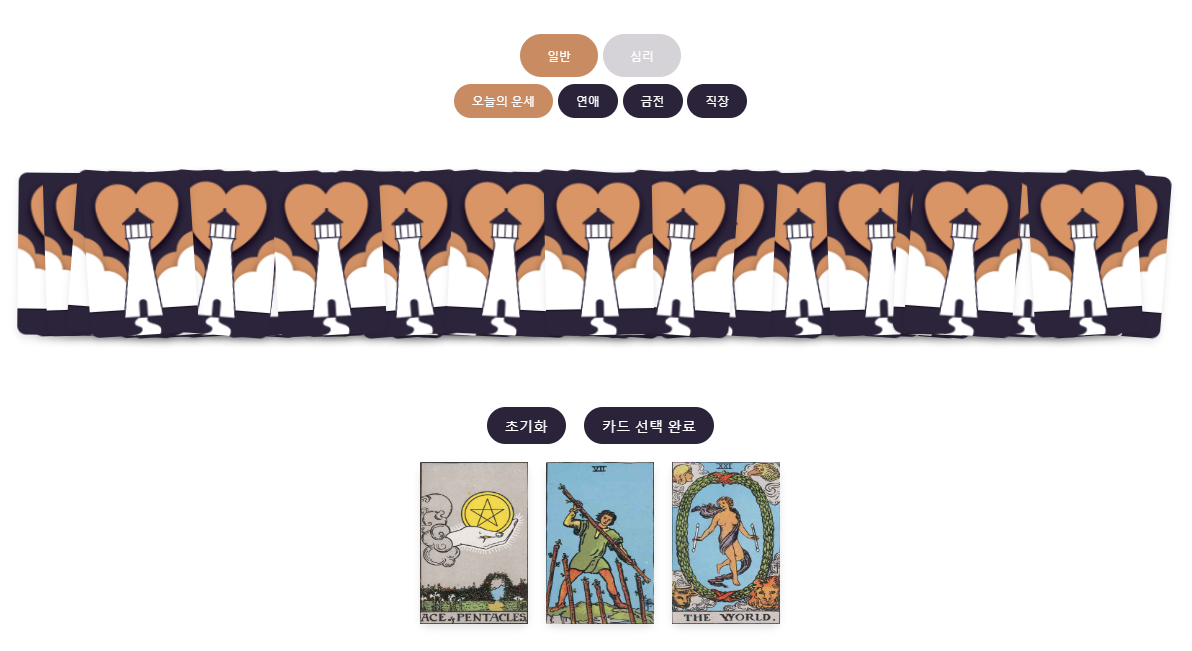 일반 심리
오늘의 운세 연애 금전 직장
초기화 카드 선택 완료
VII XXI
ACE of PENTACLES THE WORLD.